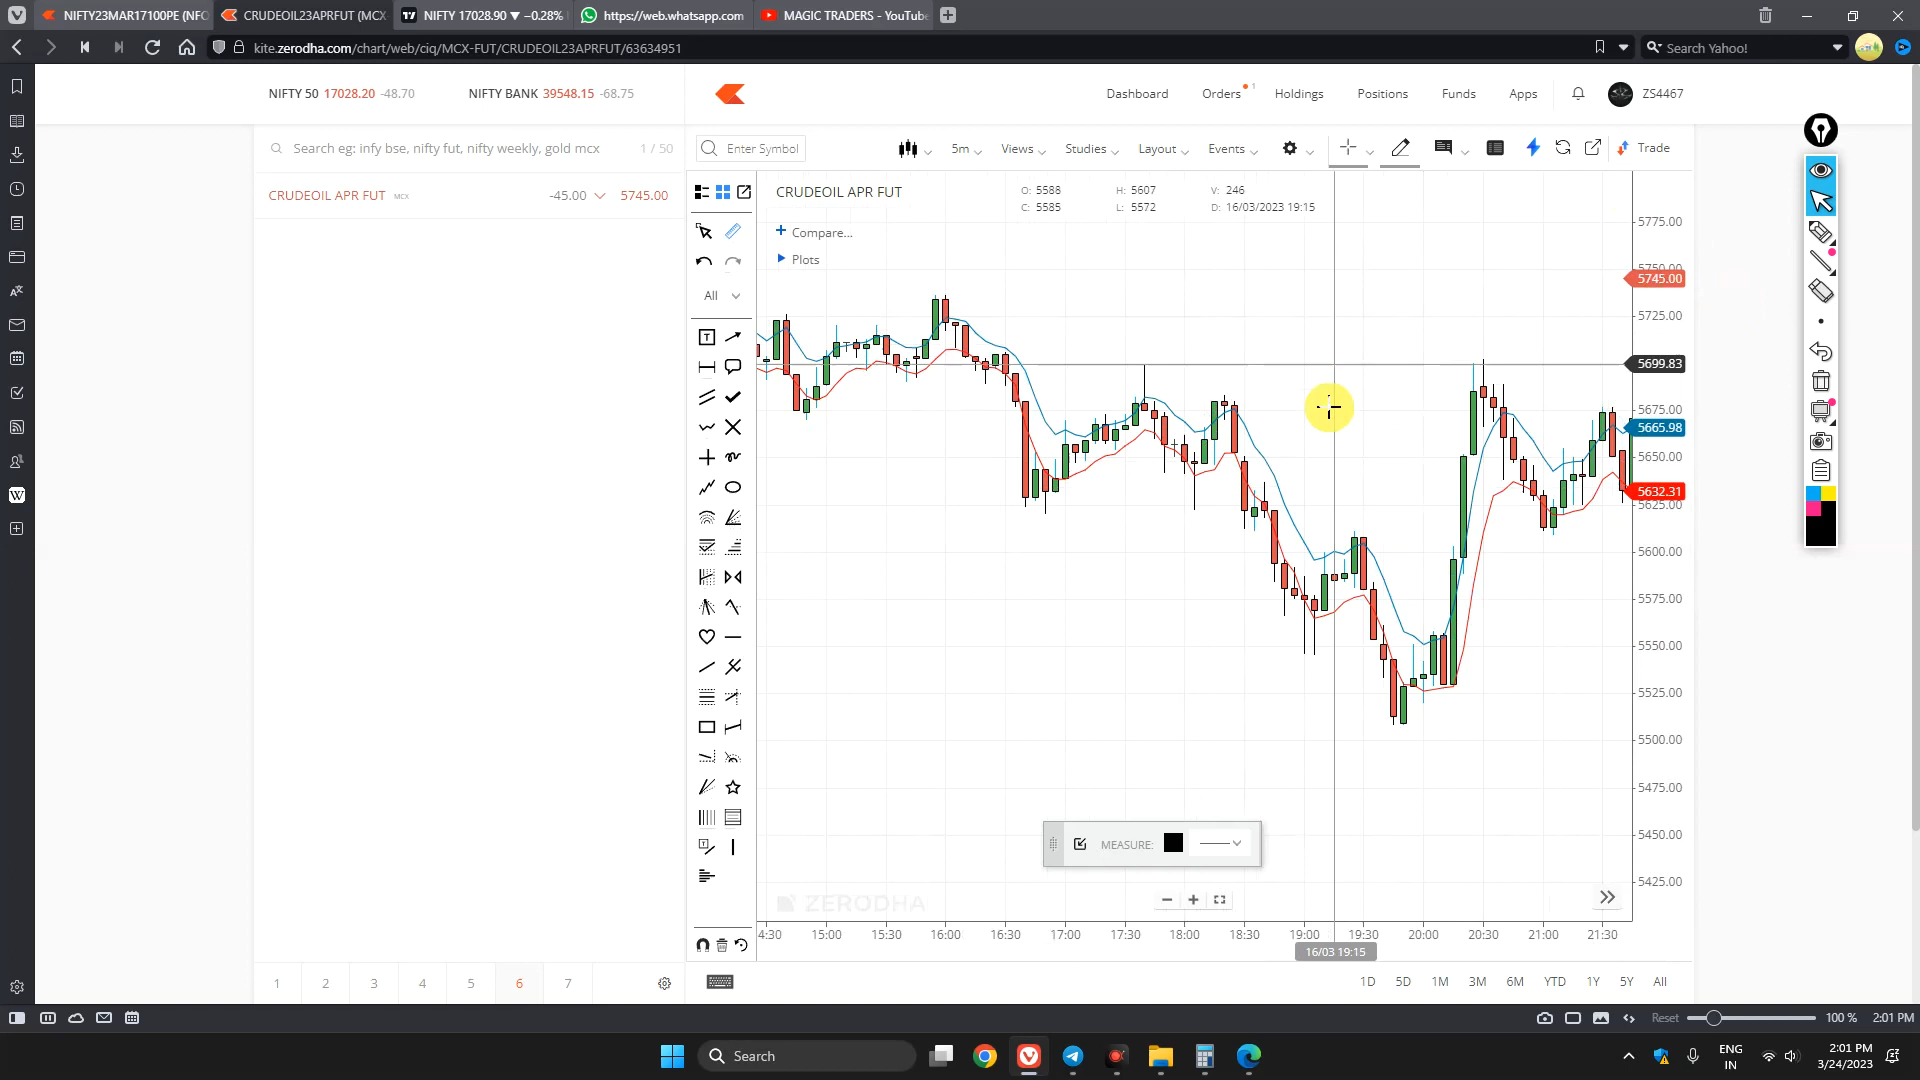 NIFTY23MAR17100PE (NFO
CRUDEOIL23APRFUT (MCX
NIFTY 17028.90 ▼ −0.28%
https://web.whatsapp.com
MAGIC TRADERS - YouTube
kite.zerodha.com/chart/web/ciq/MCX-FUT/CRUDEOIL23APRFUT/63634951
Search Yahoo!
NIFTY 50 17028.20 -48.70
NIFTY BANK 39548.15 -68.75
Dashboard
Orders 1
Holdings
Positions
Funds
Apps
ZS4467
Search eg: infy bse, nifty fut, nifty weekly, gold mcx
1 / 50
Enter Symbol
5m
Views
Studies
Layout
Events
Trade
CRUDEOIL APR FUT MCX
-45.00 5745.00
CRUDEOIL APR FUT
O: 5588 H: 5607 V: 246
C: 5585 L: 5572 D: 16/03/2023 19:15
+ Compare...
Plots
All
5775.00
5750.00
5745.00
5725.00
5699.83
5675.00
5665.98
5650.00
5632.31
5625.00
5600.00
5575.00
5550.00
5525.00
5500.00
5475.00
5450.00
5425.00
MEASURE:
ZERODHA
4:30 15:00 15:30 16:00 16:30 17:00 17:30 18:00 18:30 19:00 19:30 20:00 20:30 21:00 21:30
16/03 19:15
1 2 3 4 5 6 7
1D 5D 1M 3M 6M YTD 1Y 5Y All
Reset 100 % 2:01 PM
Search
ENG
IN
2:01 PM
3/24/2023